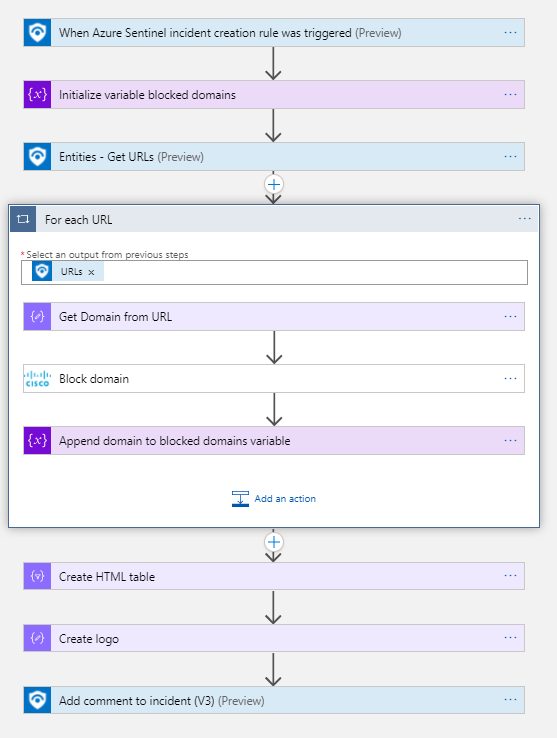 When Azure Sentinel incident creation rule was triggered (Preview)
{x} Initialize variable blocked domains
Entities - Get URLs (Preview)
For each URL
* Select an output from previous steps
URLs x
Get Domain from URL
CISCO Block domain
{x} Append domain to blocked domains variable
Add an action
Create HTML table
Create logo
Add comment to incident (V3) (Preview)